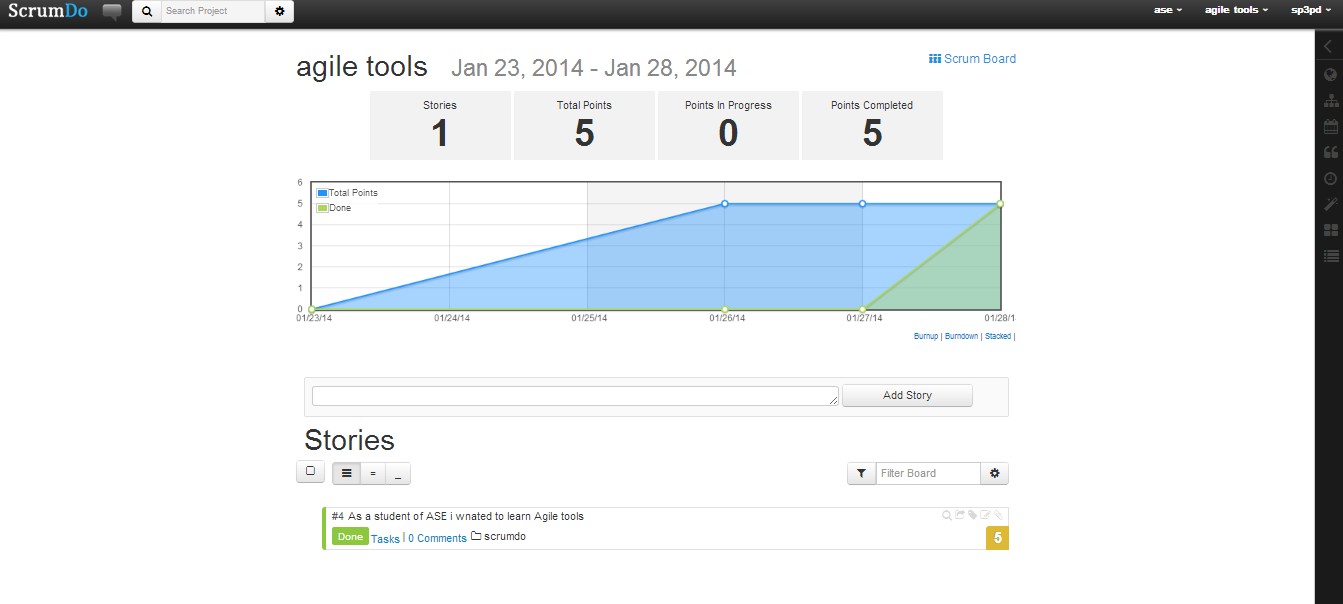 ScrumDo Search Project ase agile tools sp3pd
agile tools Jan 23, 2014 - Jan 28, 2014 Scrum Board
Stories Total Points Points In Progress Points Completed
1 5 0 5
6
Total Points
5
Done
4
3
2
1
0
01/23/14 01/24/14 01/25/14 01/26/14 01/27/14 01/28/1
Burnup | Burndown | Stacked |
Add Story
Stories
= _ Filter Board
#4 As a student of ASE i wnated to learn Agile tools
Done Tasks | 0 Comments scrumdo 5